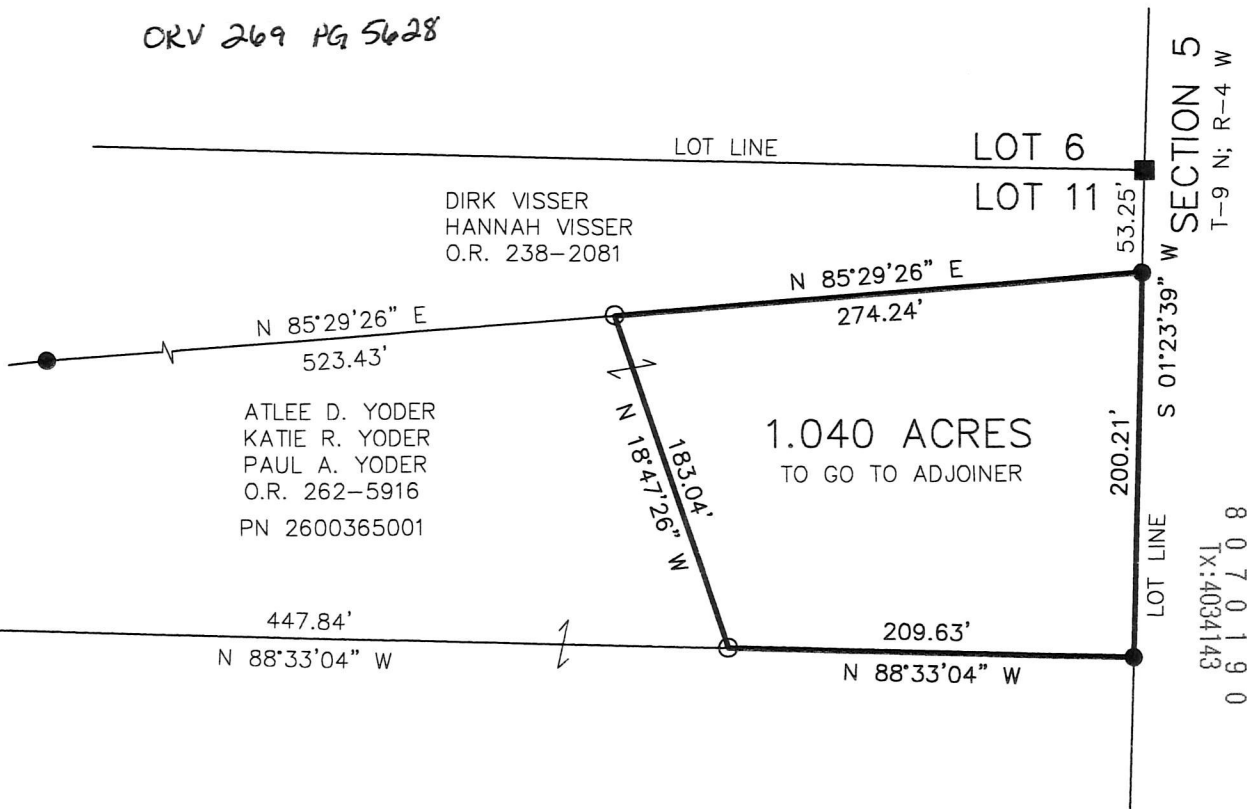 ORV 269 PG 5628
SECTION 5
T-9 N; R-4 W
LOT LINE
LOT 6
LOT 11
53.25'
DIRK VISSER
HANNAH VISSER
O.R. 238-2081
N 85°29'26" E
274.24'
N 85°29'26" E
523.43'
S 01°23'39" W
200.21'
ATLEE D. YODER
KATIE R. YODER
PAUL A. YODER
O.R. 262-5916
PN 2600365001
183.04'
N 18°47'26" W
1.040 ACRES
TO GO TO ADJOINER
LOT LINE
80701190
Tx:4034143
447.84'
N 88°33'04" W
209.63'
N 88°33'04" W